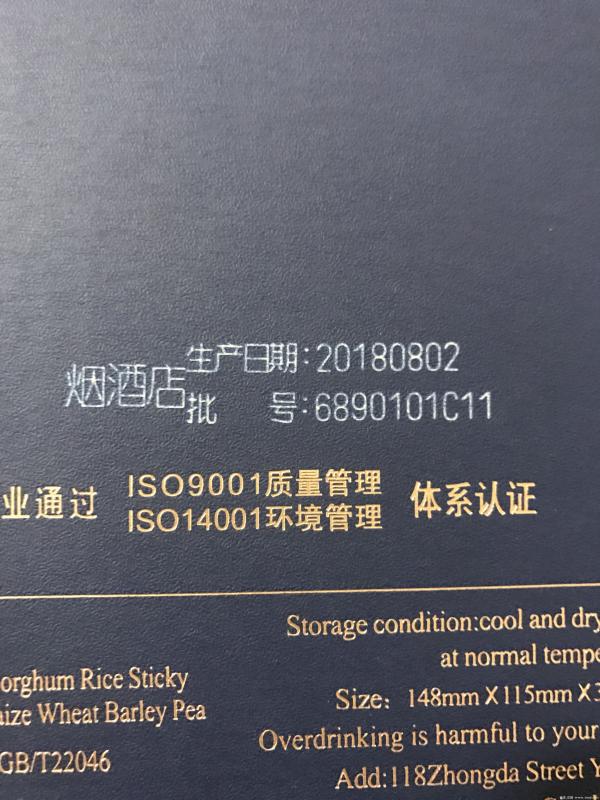 生产日期:20180802
烟酒店
批 号:6890101C11
业通过
ISO9001质量管理
ISO14001环境管理
体系认证
Storage condition:cool and dry
at normal tempe
orghum Rice Sticky
aize Wheat Barley Pea
Size: 148mm X115mm X3
Overdrinking is harmful to your
GB/T22046
Add:118Zhongda Street Y